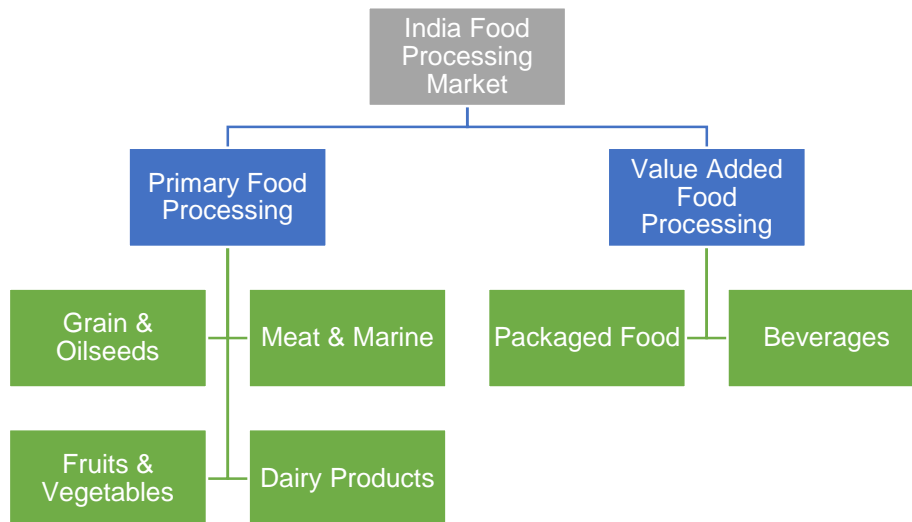 India Food
Processing
Market
Primary Food
Processing
Value Added
Food
Processing
Grain &
Oilseeds
Meat & Marine
Packaged Food
Beverages
Fruits &
Vegetables
Dairy Products